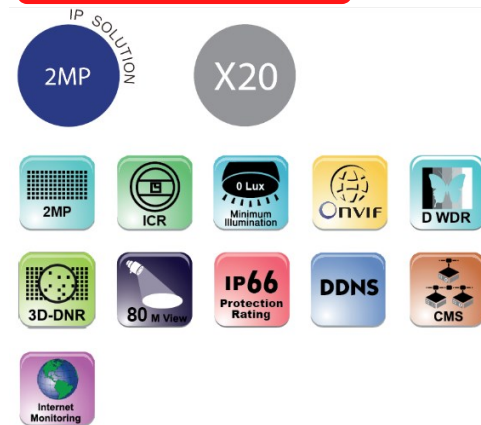 IP SOLUTION
2MP
X20
2MP
ICR
0 Lux
Minimum
Illumination
ONVIF
D WDR
3D-DNR
80 M View
IP66
Protection
Rating
DDNS
CMS
Internet
Monitoring